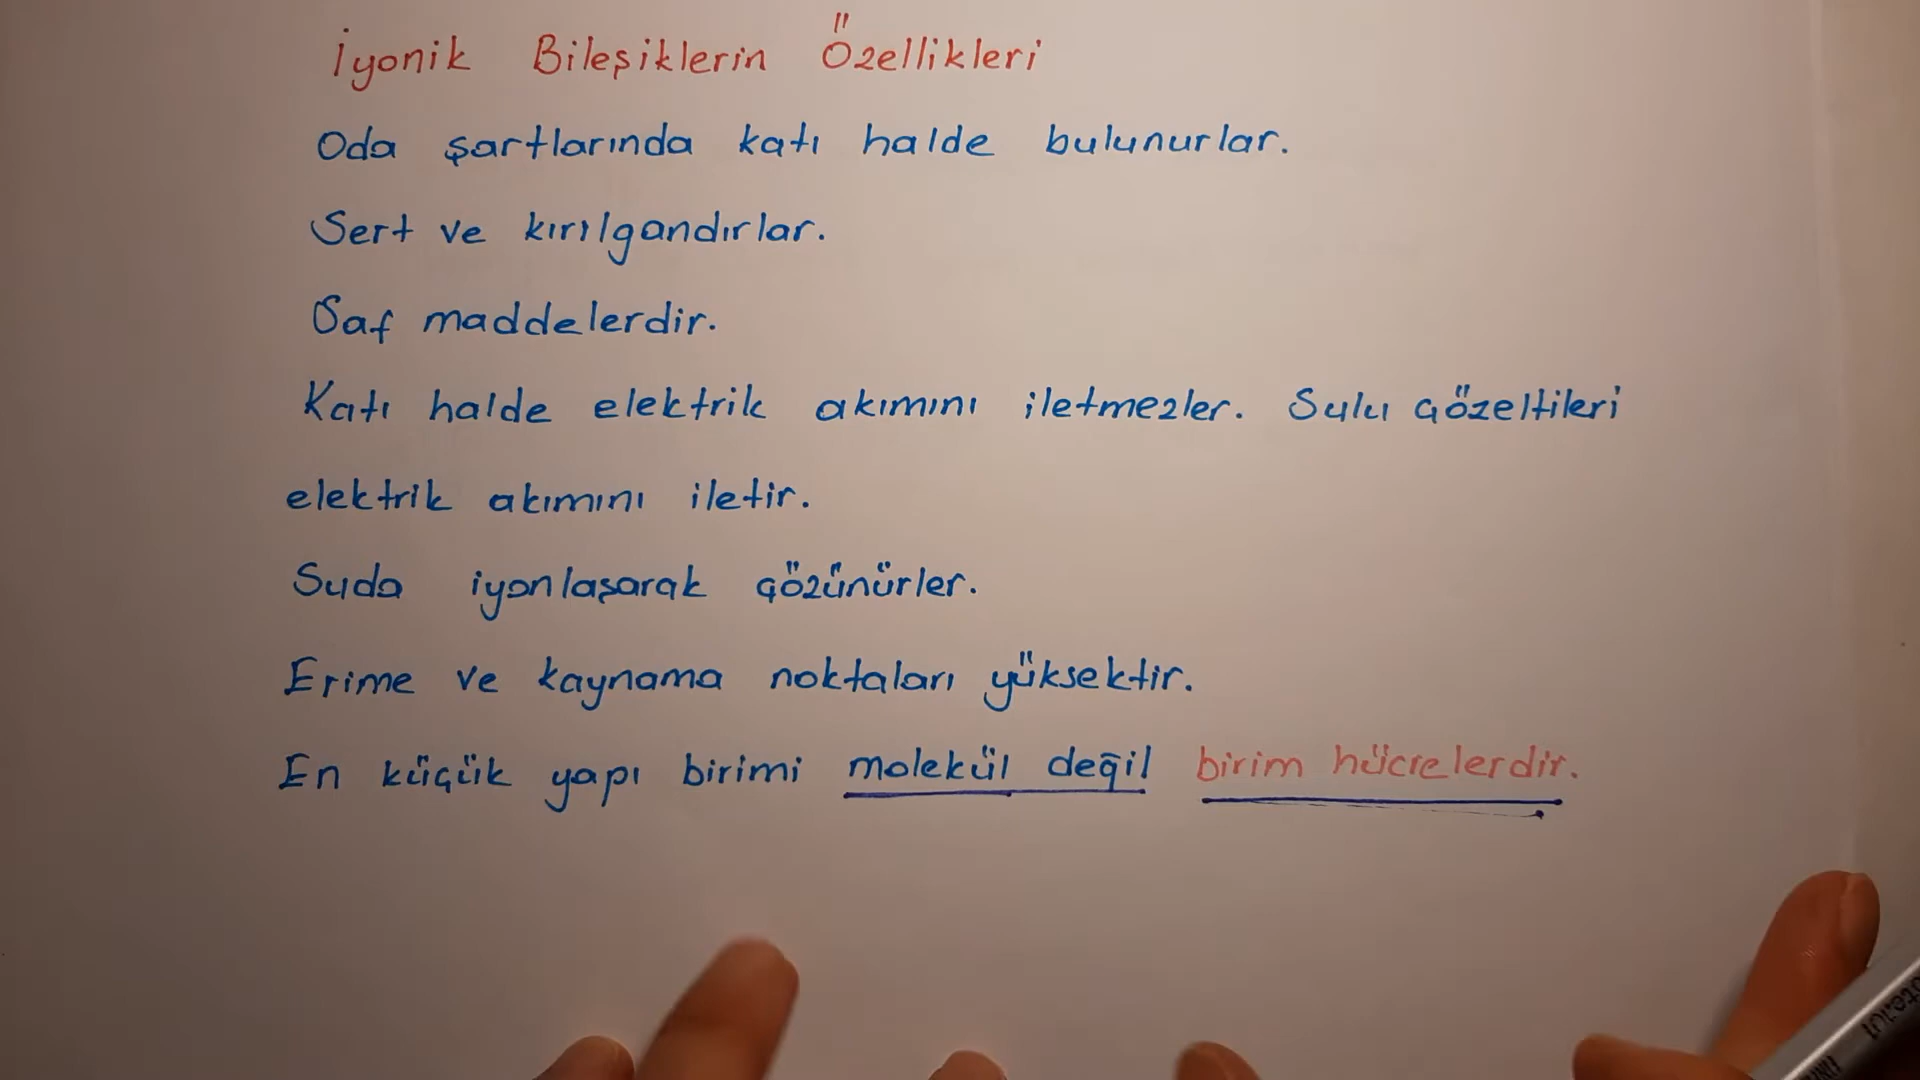 İyonik Bileşiklerin Özellikleri
Oda şartlarında katı halde bulunurlar.
Sert ve kırılgandırlar.
Saf maddelerdir.
Katı halde elektrik akımını iletmezler. Sulu çözeltileri
elektrik akımını iletir.
Suda iyonlaşarak çözünürler.
Erime ve kaynama noktaları yüksektir.
En küçük yapı birimi molekül değil birim hücrelerdir.